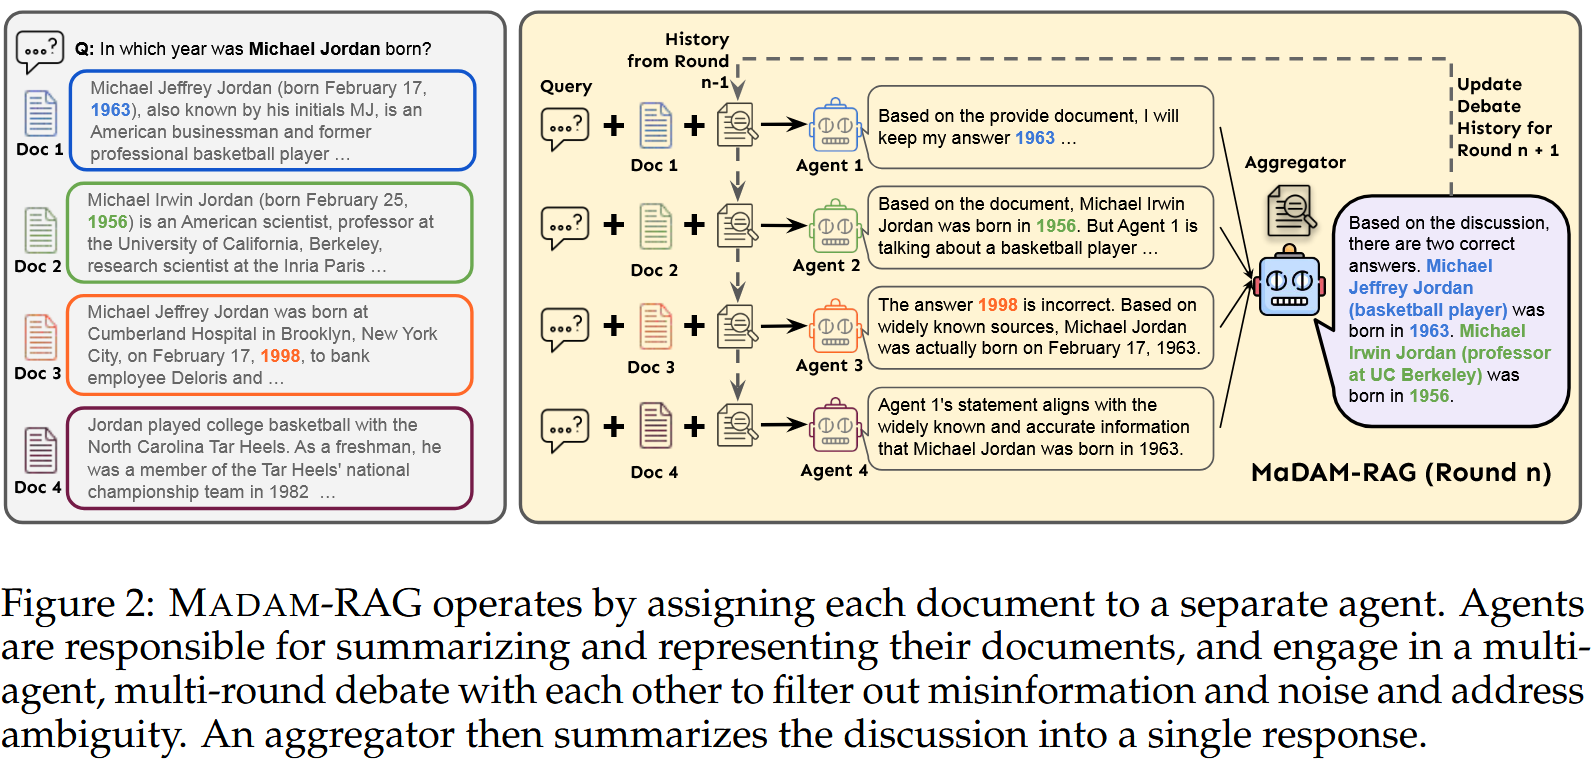 ...?
Q: In which year was Michael Jordan born?
Doc 1
Michael Jeffrey Jordan (born February 17,
1963), also known by his initials MJ, is an
American businessman and former
professional basketball player ...
Doc 2
Michael Irwin Jordan (born February 25,
1956) is an American scientist, professor at
the University of California, Berkeley,
research scientist at the Inria Paris ...
Doc 3
Michael Jeffrey Jordan was born at
Cumberland Hospital in Brooklyn, New York
City, on February 17, 1998, to bank
employee Deloris and ...
Doc 4
Jordan played college basketball with the
North Carolina Tar Heels. As a freshman, he
was a member of the Tar Heels' national
championship team in 1982 ...
History
from Round
n-1
Query
...?
+
+
Doc 1
Agent 1
Based on the provide document, I will
keep my answer 1963 ...
...?
+
+
Doc 2
Agent 2
Based on the document, Michael Irwin
Jordan was born in 1956. But Agent 1 is
talking about a basketball player ...
...?
+
+
Doc 3
Agent 3
The answer 1998 is incorrect. Based on
widely known sources, Michael Jordan
was actually born on February 17, 1963.
...?
+
+
Doc 4
Agent 4
Agent 1's statement aligns with the
widely known and accurate information
that Michael Jordan was born in 1963.
Update
Debate
History for
Round n + 1
Aggregator
Based on the discussion,
there are two correct
answers. Michael
Jeffrey Jordan
(basketball player) was
born in 1963. Michael
Irwin Jordan (professor
at UC Berkeley) was
born in 1956.
MaDAM-RAG (Round n)
Figure 2: MADAM-RAG operates by assigning each document to a separate agent. Agents
are responsible for summarizing and representing their documents, and engage in a multi-
agent, multi-round debate with each other to filter out misinformation and noise and address
ambiguity. An aggregator then summarizes the discussion into a single response.